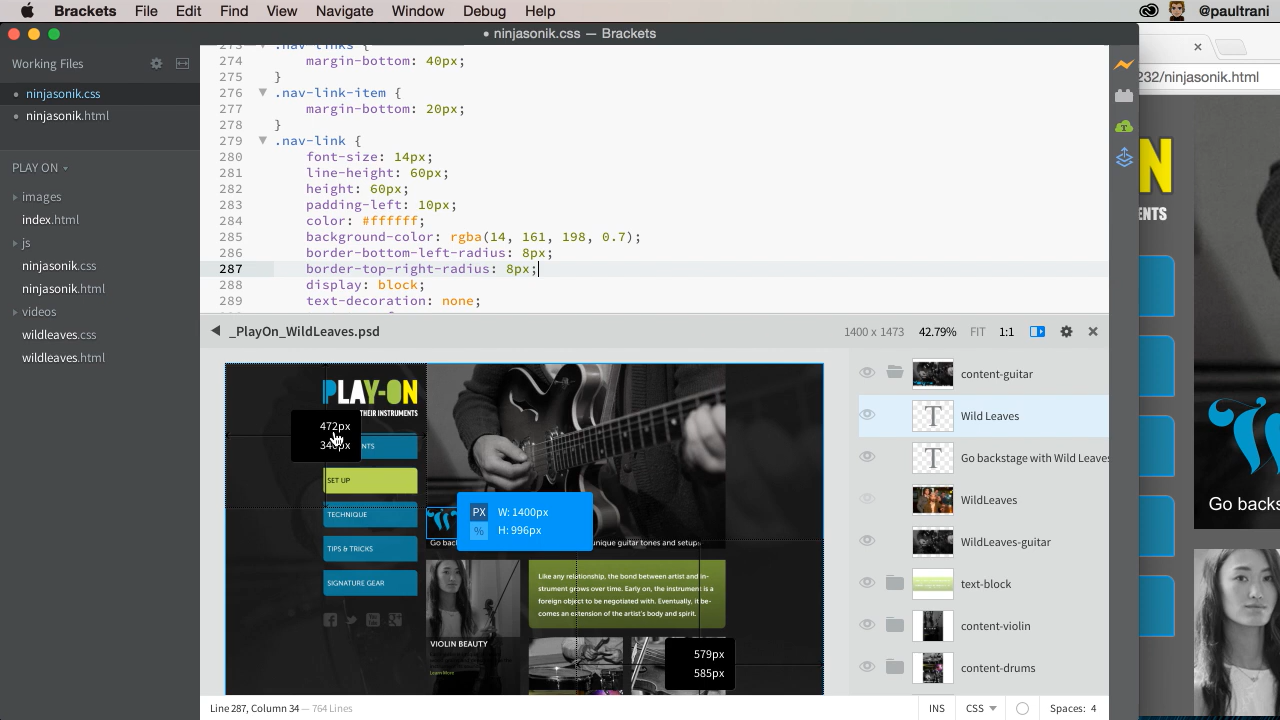 Brackets File Edit Find View Navigate Window Debug Help @paultrani
• ninjasonik.css — Brackets
Working Files
ninjasonik.css
ninjasonik.html
PLAY ON
images
index.html
js
ninjasonik.css
ninjasonik.html
videos
wildleaves.css
wildleaves.html
273 .nav-links {
274 margin-bottom: 40px;
275 }
276 .nav-link-item {
277 margin-bottom: 20px;
278 }
279 .nav-link {
280 font-size: 14px;
281 line-height: 60px;
282 height: 60px;
283 padding-left: 10px;
284 color: #ffffff;
285 background-color: rgba(14, 161, 198, 0.7);
286 border-bottom-left-radius: 8px;
287 border-top-right-radius: 8px;
288 display: block;
289 text-decoration: none;
_PlayOn_WildLeaves.psd 1400 x 1473 42.79% FIT 1:1
PLAY-ON
THEIR INSTRUMENTS
472px
NTS
SET UP
TECHNIQUE
TIPS & TRICKS
SIGNATURE GEAR
PX W: 1400px
% H: 996px
Go back unique guitar tones and setup.
Like any relationship, the bond between artist and in-
strument grows over time. Early on, the instrument is a
foreign object to be negotiated with. Eventually, it be-
comes an extension of the artist's body and spirit.
VIOLIN BEAUTY
Learn More
579px
585px
content-guitar
T Wild Leaves
T Go backstage with Wild Leaves
WildLeaves
WildLeaves-guitar
text-block
content-violin
content-drums
Line 287, Column 34 — 764 Lines INS CSS Spaces: 4
232/ninjasonik.html
N
ENTS
Go backs